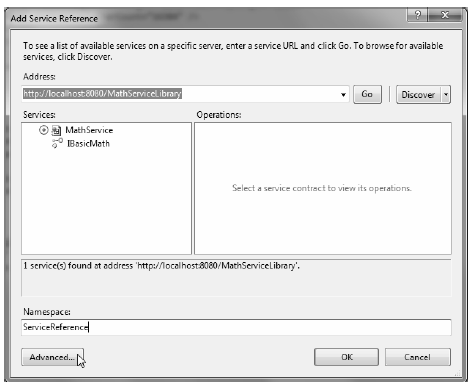 Add Service Reference
To see a list of available services on a specific server, enter a service URL and click Go. To browse for available
services, click Discover.
Address:
http://localhost:8080/MathServiceLibrary
Go
Discover
Services:
Operations:
MathService
IBasicMath
Select a service contract to view its operations.
1 service(s) found at address 'http://localhost:8080/MathServiceLibrary'.
Namespace:
ServiceReference
Advanced...
OK
Cancel